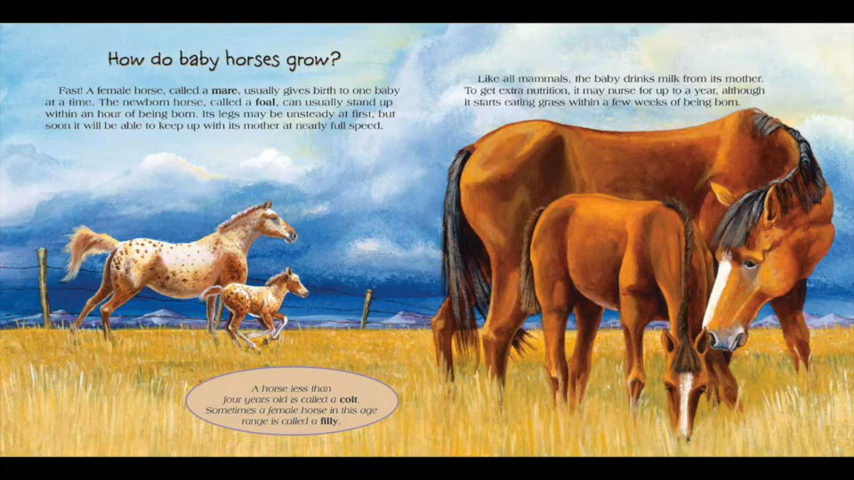 How do baby horses grow?
Fast! A female horse, called a mare, usually gives birth to one baby
at a time. The newborn horse, called a foal, can usually stand up
within an hour of being born. Its legs may be unsteady at first, but
soon it will be able to keep up with its mother at nearly full speed.
Like all mammals, the baby drinks milk from its mother.
To get extra nutrition, it may nurse for up to a year, although
it starts eating grass within a few weeks of being born.
A horse less than
four years old is called a colt.
Sometimes a female horse in this age
range is called a filly.